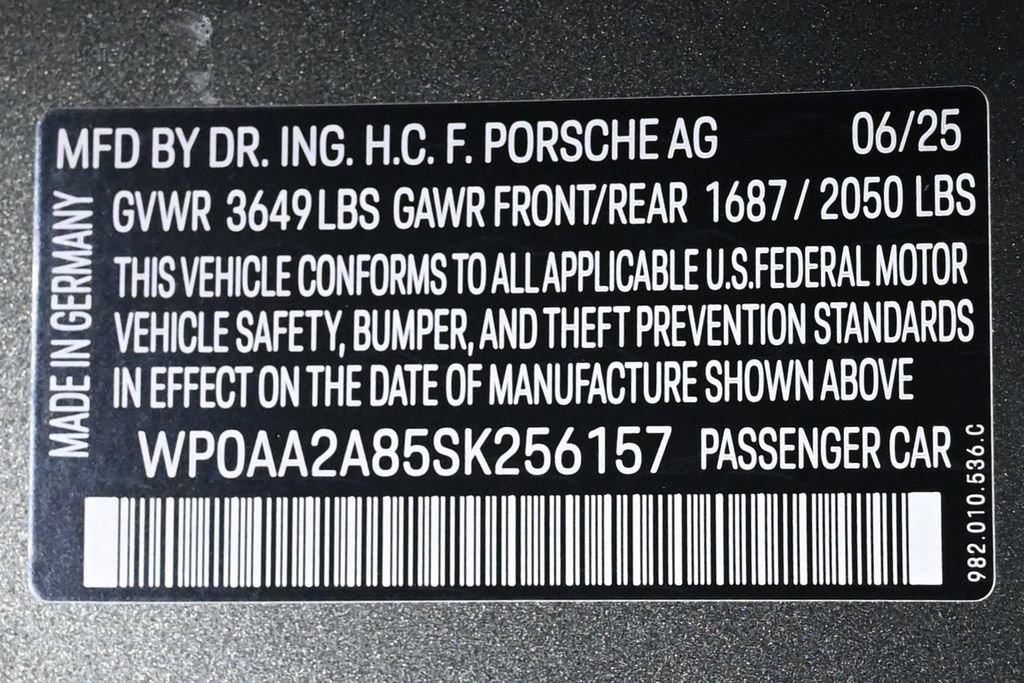 MFD BY DR. ING. H.C. F. PORSCHE AG 06/25
GVWR 3649 LBS GAWR FRONT/REAR 1687 / 2050 LBS
THIS VEHICLE CONFORMS TO ALL APPLICABLE U.S.FEDERAL MOTOR
VEHICLE SAFETY, BUMPER, AND THEFT PREVENTION STANDARDS
IN EFFECT ON THE DATE OF MANUFACTURE SHOWN ABOVE
WP0AA2A85SK256157 PASSENGER CAR
MADE IN GERMANY
982.010.536.C